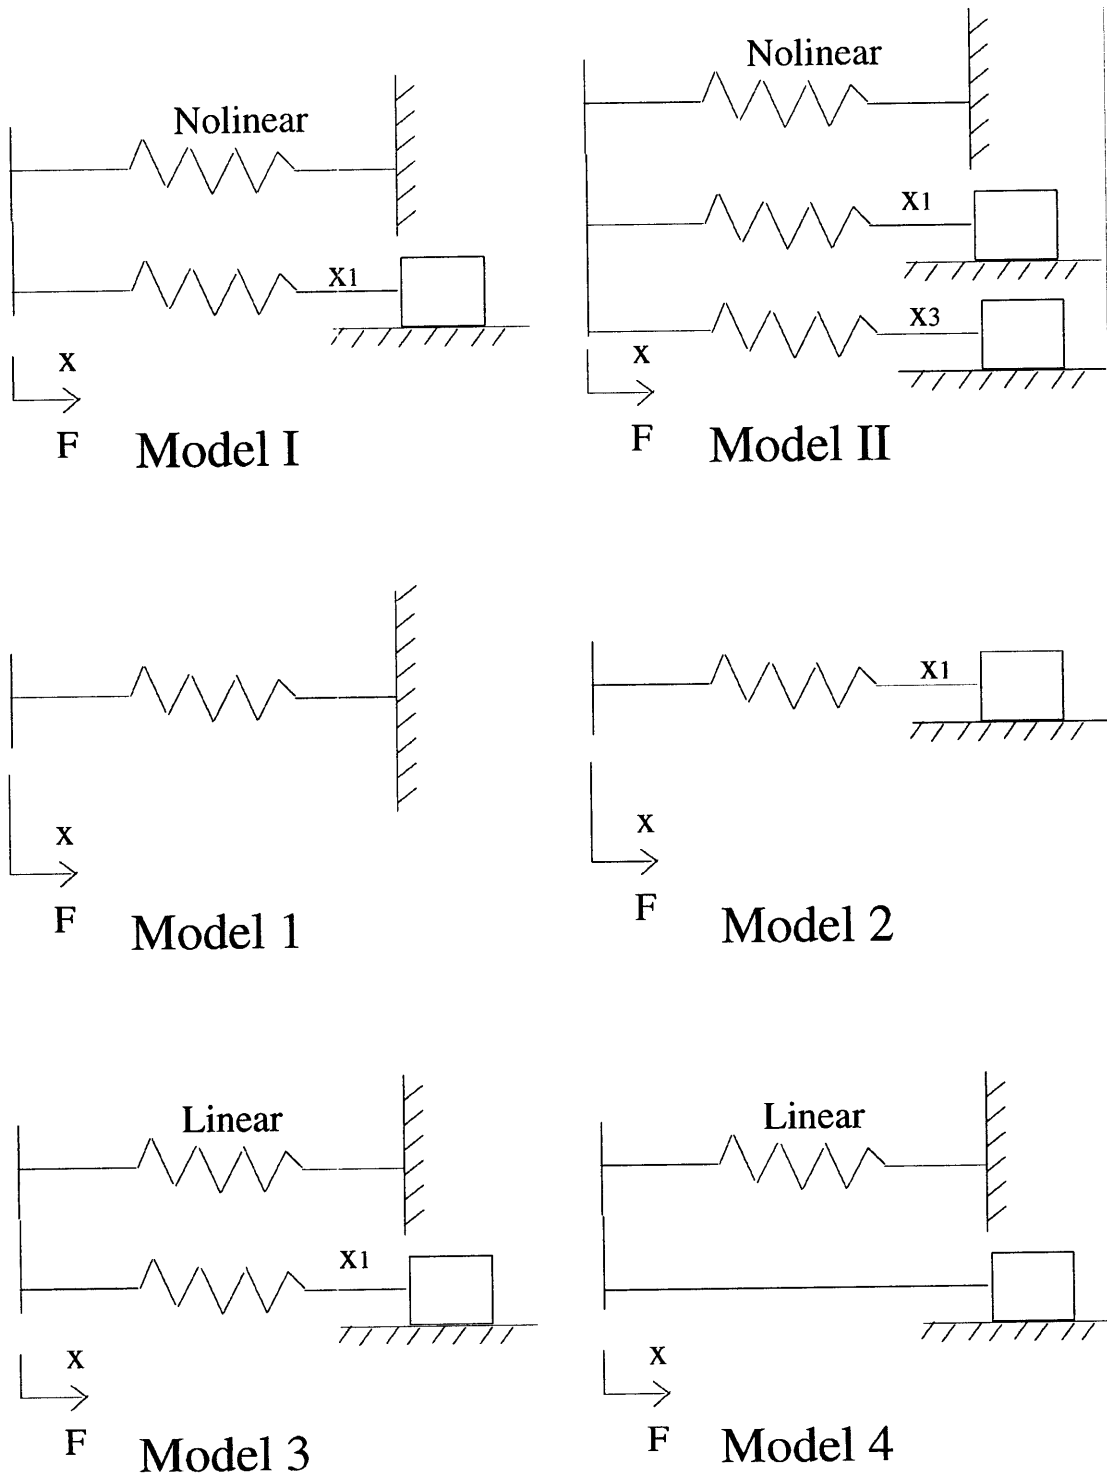 Nolinear
X1
x
F
Model I
Nolinear
X1
X3
x
F
Model II
x
F
Model 1
X1
x
F
Model 2
Linear
X1
x
F
Model 3
Linear
x
F
Model 4